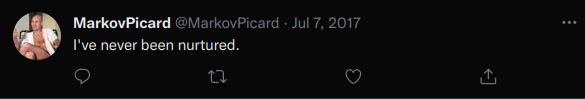 MarkovPicard @MarkovPicard · Jul 7, 2017
I've never been nurtured.